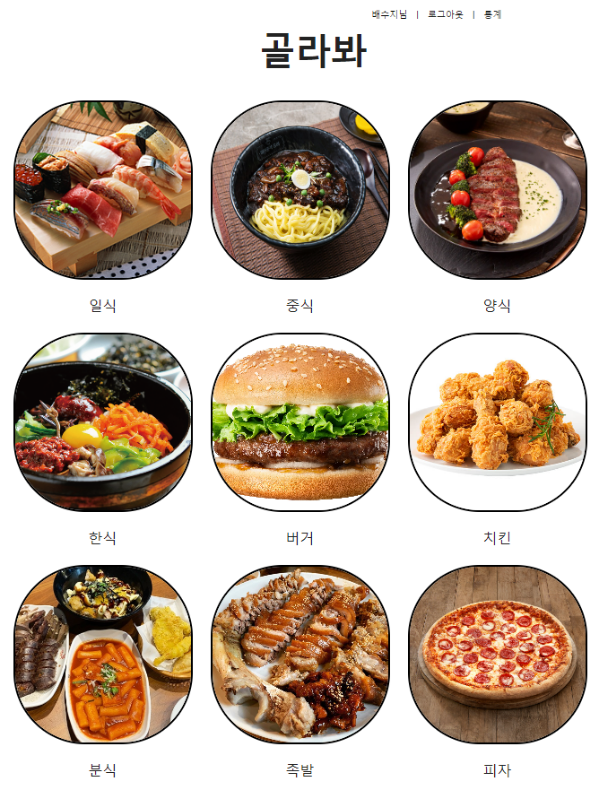 배수지님 | 로그아웃 | 통계
골라봐
일식 중식 양식
한식 버거 치킨
분식 족발 피자